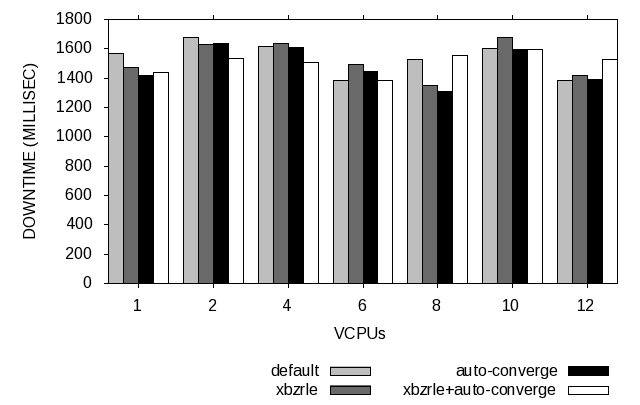 1800
1600
1400
1200
1000
800
600
400
200
0
DOWNTIME (MILLISEC)
1 2 4 6 8 10 12
VCPUs
default auto-converge
xbzrle xbzrle+auto-converge